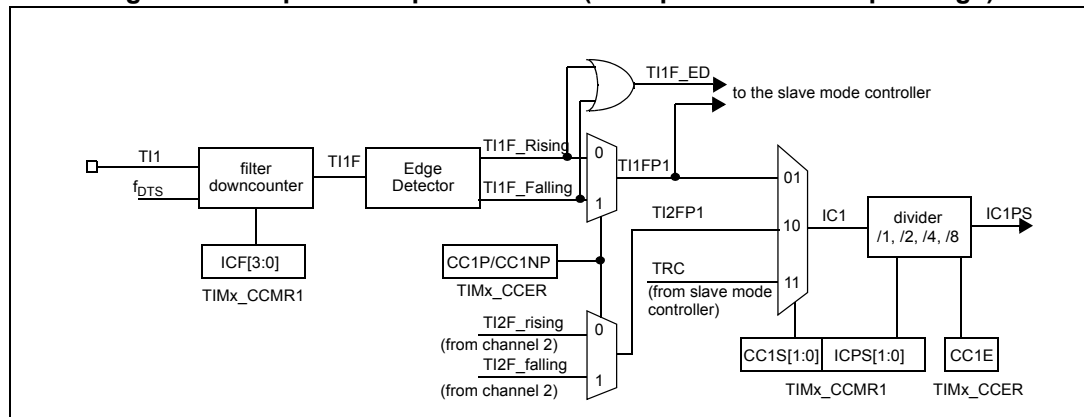 TI1F_ED
to the slave mode controller
TI1
f_DTS
filter
downcounter
TI1F
Edge
Detector
TI1F_Rising
TI1F_Falling
0
1
TI1FP1
01
TI2FP1
10
IC1
divider
/1, /2, /4, /8
IC1PS
ICF[3:0]
TIMx_CCMR1
CC1P/CC1NP
TIMx_CCER
TRC
(from slave mode
controller)
11
TI2F_rising
(from channel 2)
0
TI2F_falling
(from channel 2)
1
CC1S[1:0]
ICPS[1:0]
CC1E
TIMx_CCMR1
TIMx_CCER